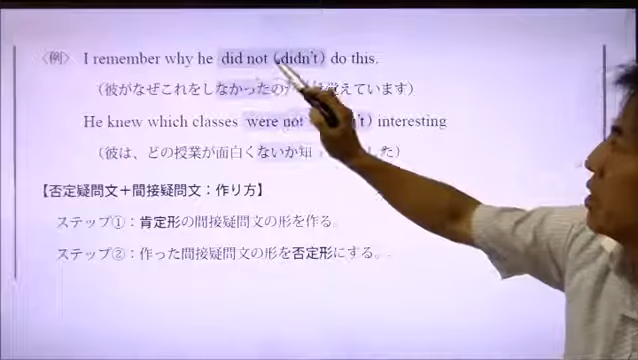 〈例〉 I remember why he did not (didn't) do this.
（彼がなぜこれをしなかったの 覚えています）
He knew which classes were not 't) interesting
（彼は、どの授業が面白くないか知 した）
【否定疑問文＋間接疑問文：作り方】
ステップ①：肯定形の間接疑問文の形を作る。
ステップ②：作った間接疑問文の形を否定形にする。